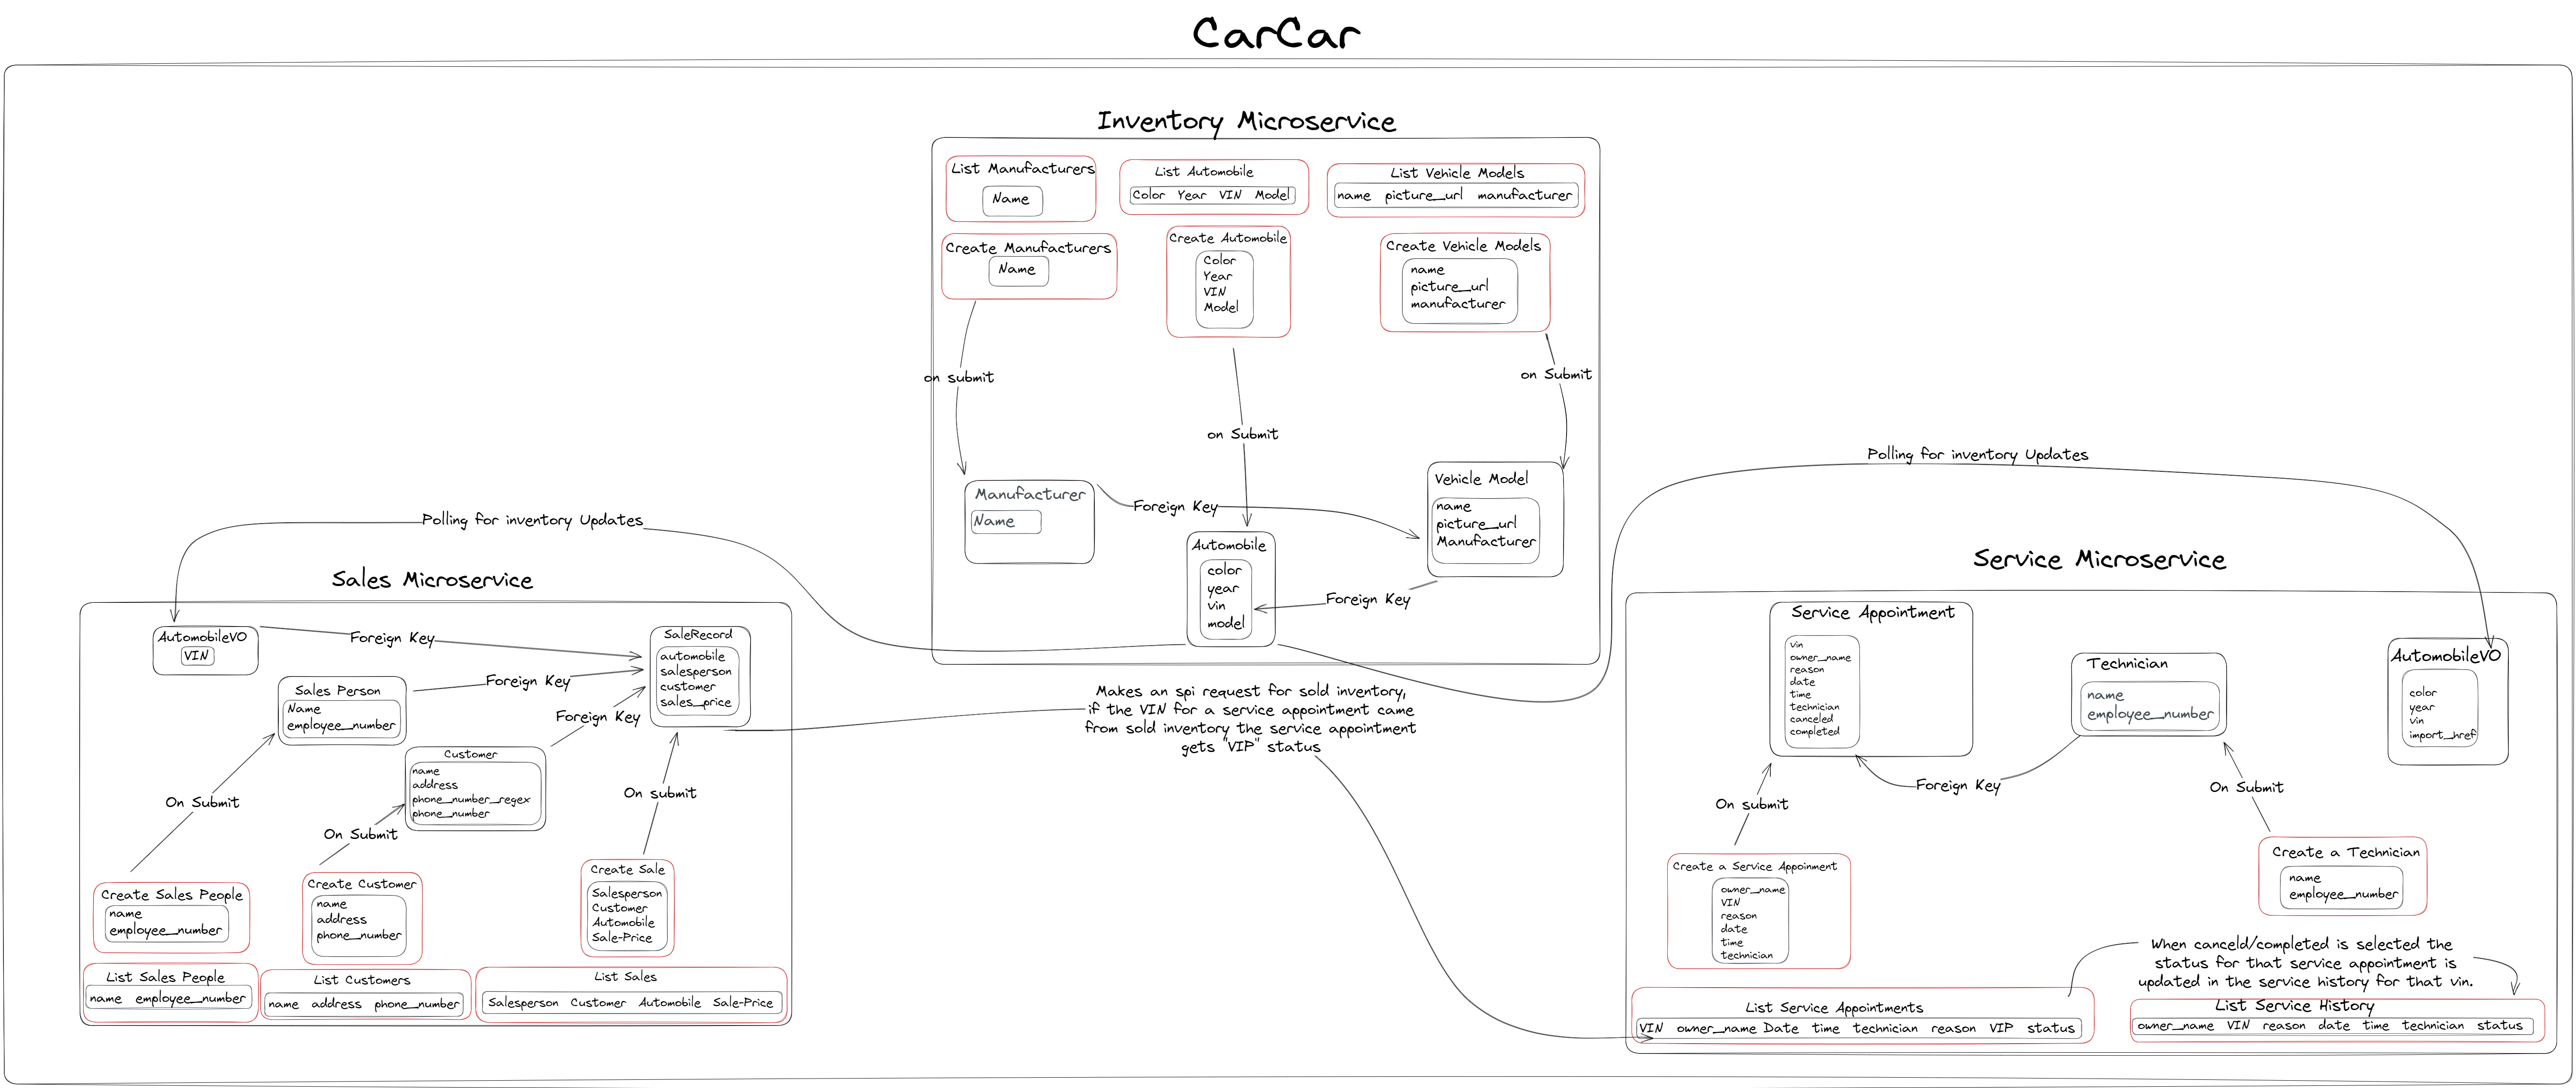 CarCar
Inventory Microservice
List Manufacturers
Name
List Automobile
Color Year VIN Model
List Vehicle Models
name picture_url manufacturer
Create Manufacturers
Name
Create Automobile
Color
Year
VIN
Model
Create Vehicle Models
name
picture_url
manufacturer
on submit
on Submit
on Submit
Manufacturer
Name
Foreign Key
Vehicle Model
name
picture_url
Manufacturer
Automobile
color
year
vin
model
Foreign Key
Polling for inventory Updates
Polling for inventory Updates
Sales Microservice
AutomobileVO
VIN
Foreign Key
SaleRecord
automobile
salesperson
customer
sales_price
Sales Person
Name
employee_number
Foreign Key
Foreign Key
Customer
name
address
phone_number_regex
phone_number
On Submit
On Submit
On submit
Create Sales People
name
employee_number
Create Customer
name
address
phone_number
Create Sale
Salesperson
Customer
Automobile
Sale-Price
List Sales People
name employee_number
List Customers
name address phone_number
List Sales
Salesperson Customer Automobile Sale-Price
Makes an spi request for sold inventory,
if the VIN for a service appointment came
from sold inventory the service appointment
gets "VIP" status
Service Microservice
Service Appointment
vin
owner_name
reason
date
time
technician
canceled
completed
Technician
name
employee_number
AutomobileVO
color
year
vin
import_href
Foreign Key
On submit
On Submit
Create a Service Appoinment
owner_name
VIN
reason
date
time
technician
Create a Technician
name
employee_number
When canceld/completed is selected the
status for that service appointment is
updated in the service history for that vin.
List Service Appointments
VIN owner_name Date time technician reason VIP status
List Service History
owner_name VIN reason date time technician status